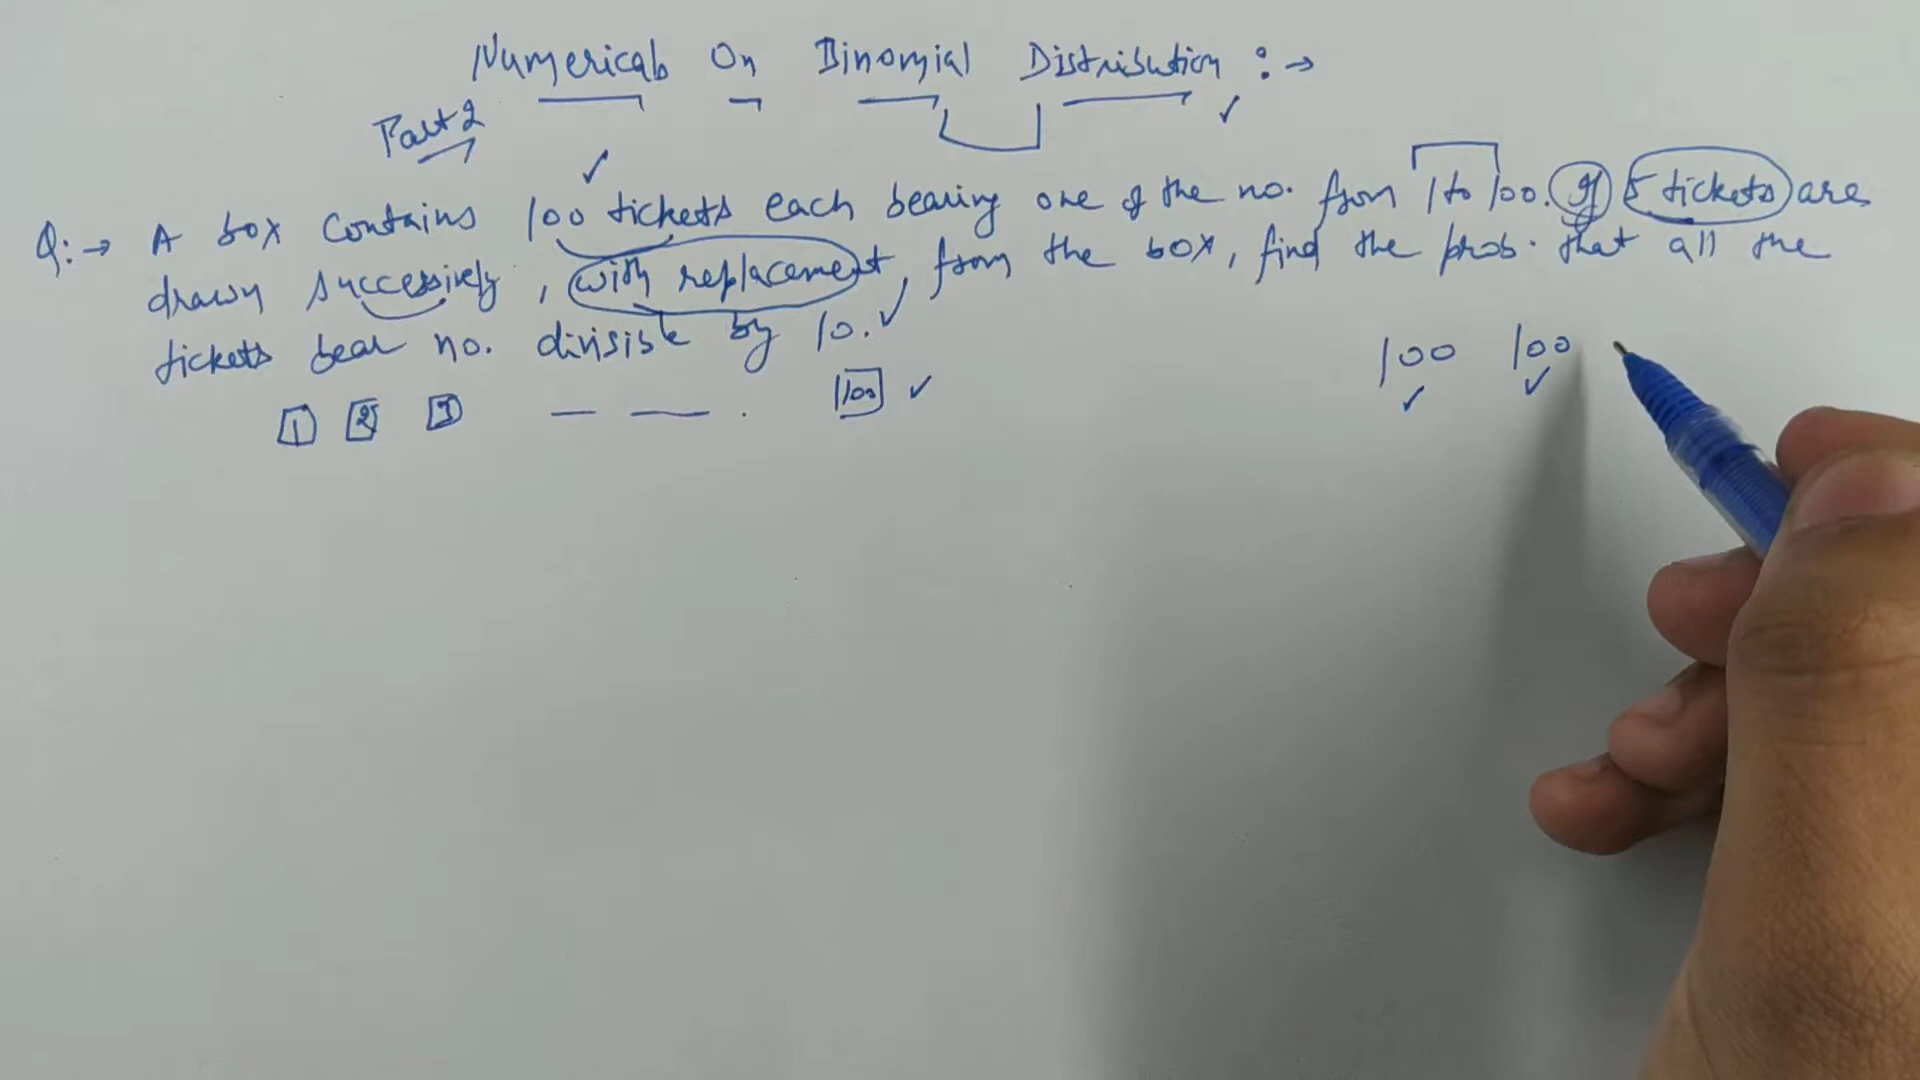 Numericals On Binomial Distribution :→
Part 2
Q:→ A box contains 100 tickets each bearing one of the no. from 1 to 100. If 5 tickets are
drawn successively, with replacement, from the box, find the prob. that all the
tickets bear no. divisible by 10.
1 2 3 — — . 100
100 100